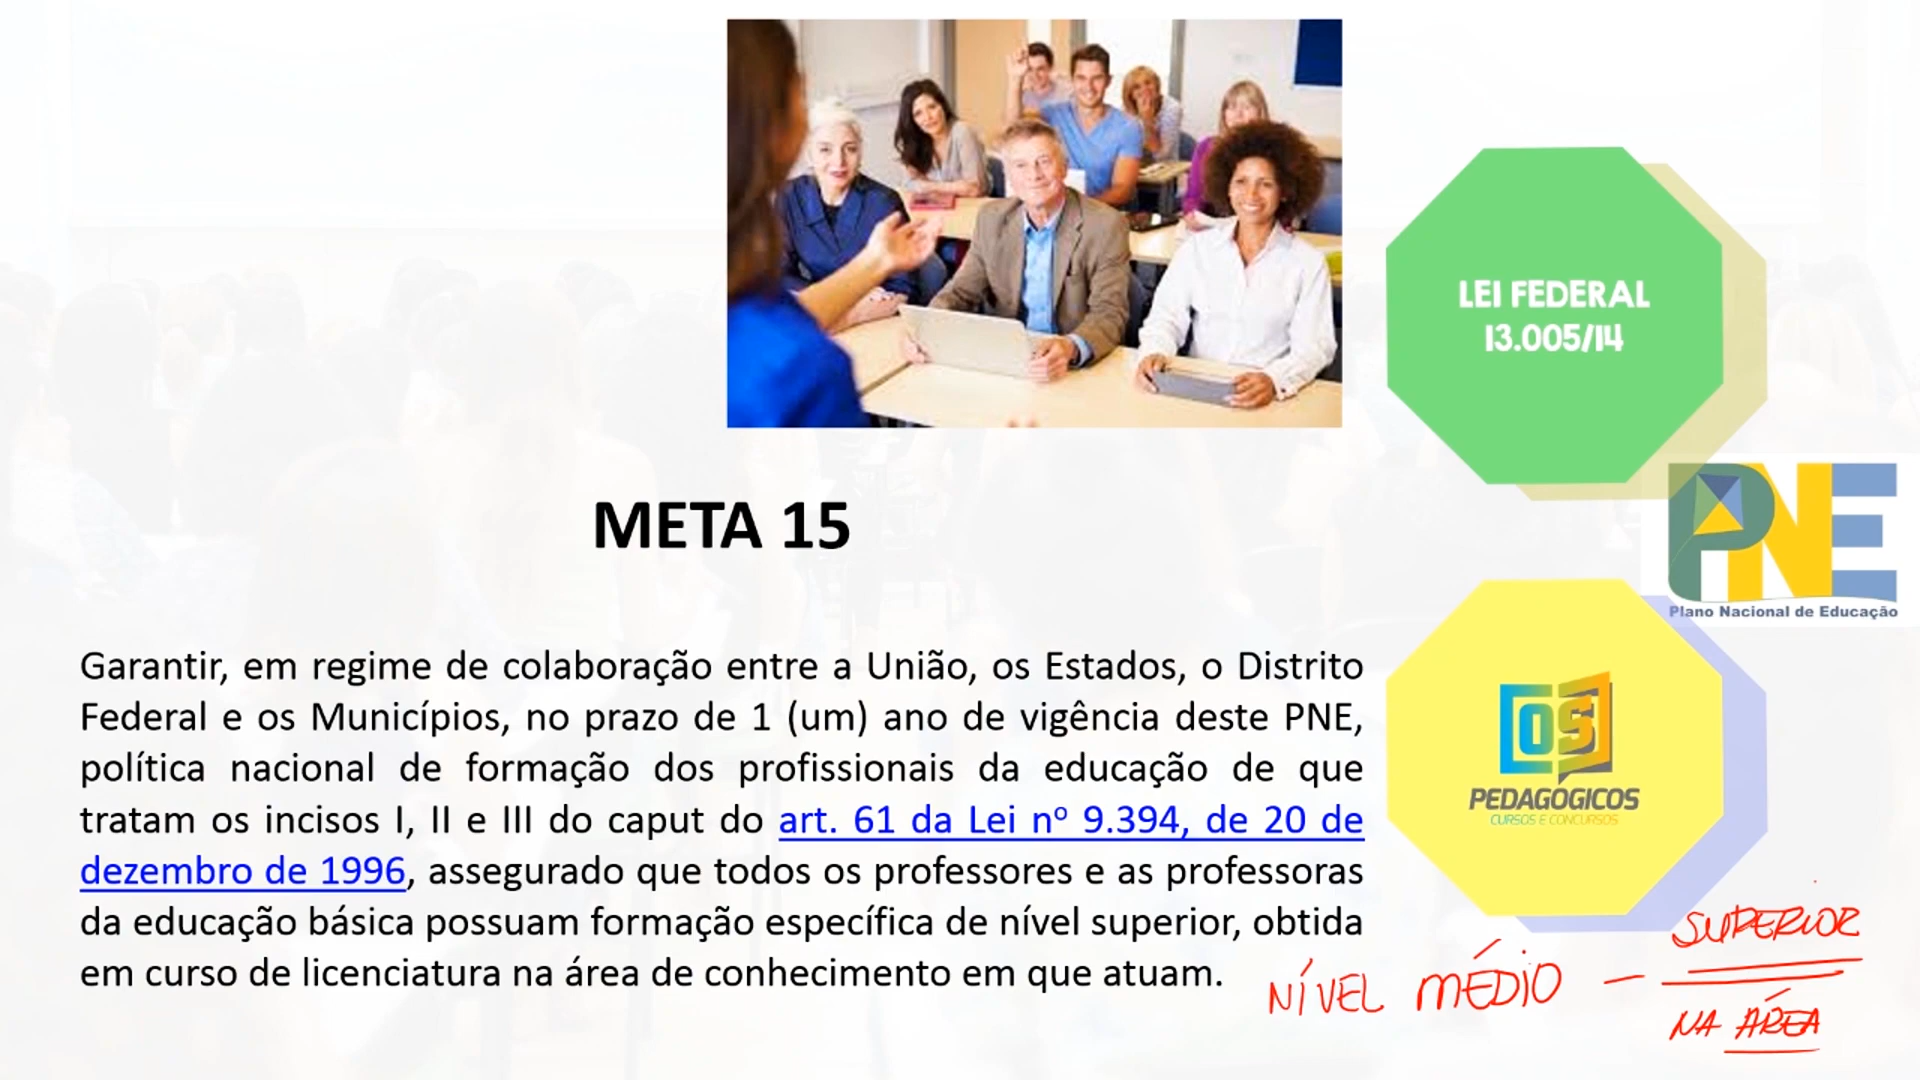 LEI FEDERAL
13.005/14
PNE
Plano Nacional de Educação
META 15
Garantir, em regime de colaboração entre a União, os Estados, o Distrito
Federal e os Municípios, no prazo de 1 (um) ano de vigência deste PNE,
política nacional de formação dos profissionais da educação de que
tratam os incisos I, II e III do caput do art. 61 da Lei nº 9.394, de 20 de
dezembro de 1996, assegurado que todos os professores e as professoras
da educação básica possuam formação específica de nível superior, obtida
em curso de licenciatura na área de conhecimento em que atuam.
OS
PEDAGÓGICOS
CURSOS E CONCURSOS
NÍVEL MÉDIO - SUPERIOR
NA ÁREA